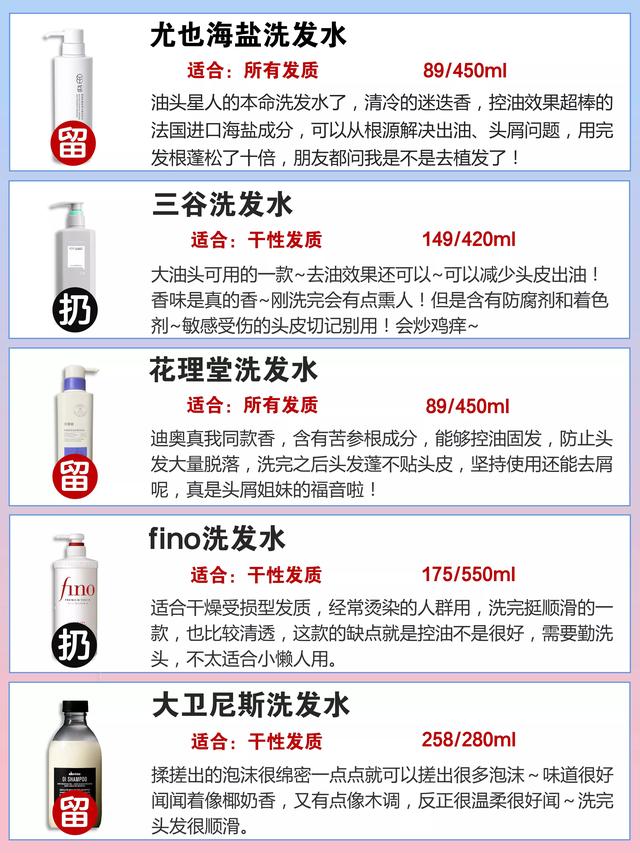 尤也海盐洗发水
适合：所有发质 89/450ml
油头星人的本命洗发水了，清冷的迷迭香，控油效果超棒的
法国进口海盐成分，可以从根源解决出油、头屑问题，用完
发根蓬松了十倍，朋友都问我是不是去植发了！
留
三谷洗发水
适合：干性发质 149/420ml
大油头可用的一款~去油效果还可以~可以减少头皮出油！
香味是真的香~刚洗完会有点熏人！但是含有防腐剂和着色
剂~敏感受伤的头皮切记别用！会炒鸡痒~
扔
花理堂洗发水
适合：所有发质 89/450ml
迪奥真我同款香，含有苦参根成分，能够控油固发，防止头
发大量脱落，洗完之后头发蓬不贴头皮，坚持使用还能去屑
呢，真是头屑姐妹的福音啦！
留
fino洗发水
适合：干性发质 175/550ml
适合干燥受损型发质，经常烫染的人群用，洗完挺顺滑的一
款，也比较清透，这款的缺点就是控油不是很好，需要勤洗
头，不太适合小懒人用。
fino
扔
大卫尼斯洗发水
适合：干性发质 258/280ml
揉搓出的泡沫很绵密一点点就可以搓出很多泡沫～味道很好
闻闻着像椰奶香，又有点像木调，反正很温柔很好闻～洗完
头发很顺滑。
OI SHAMPOO
留